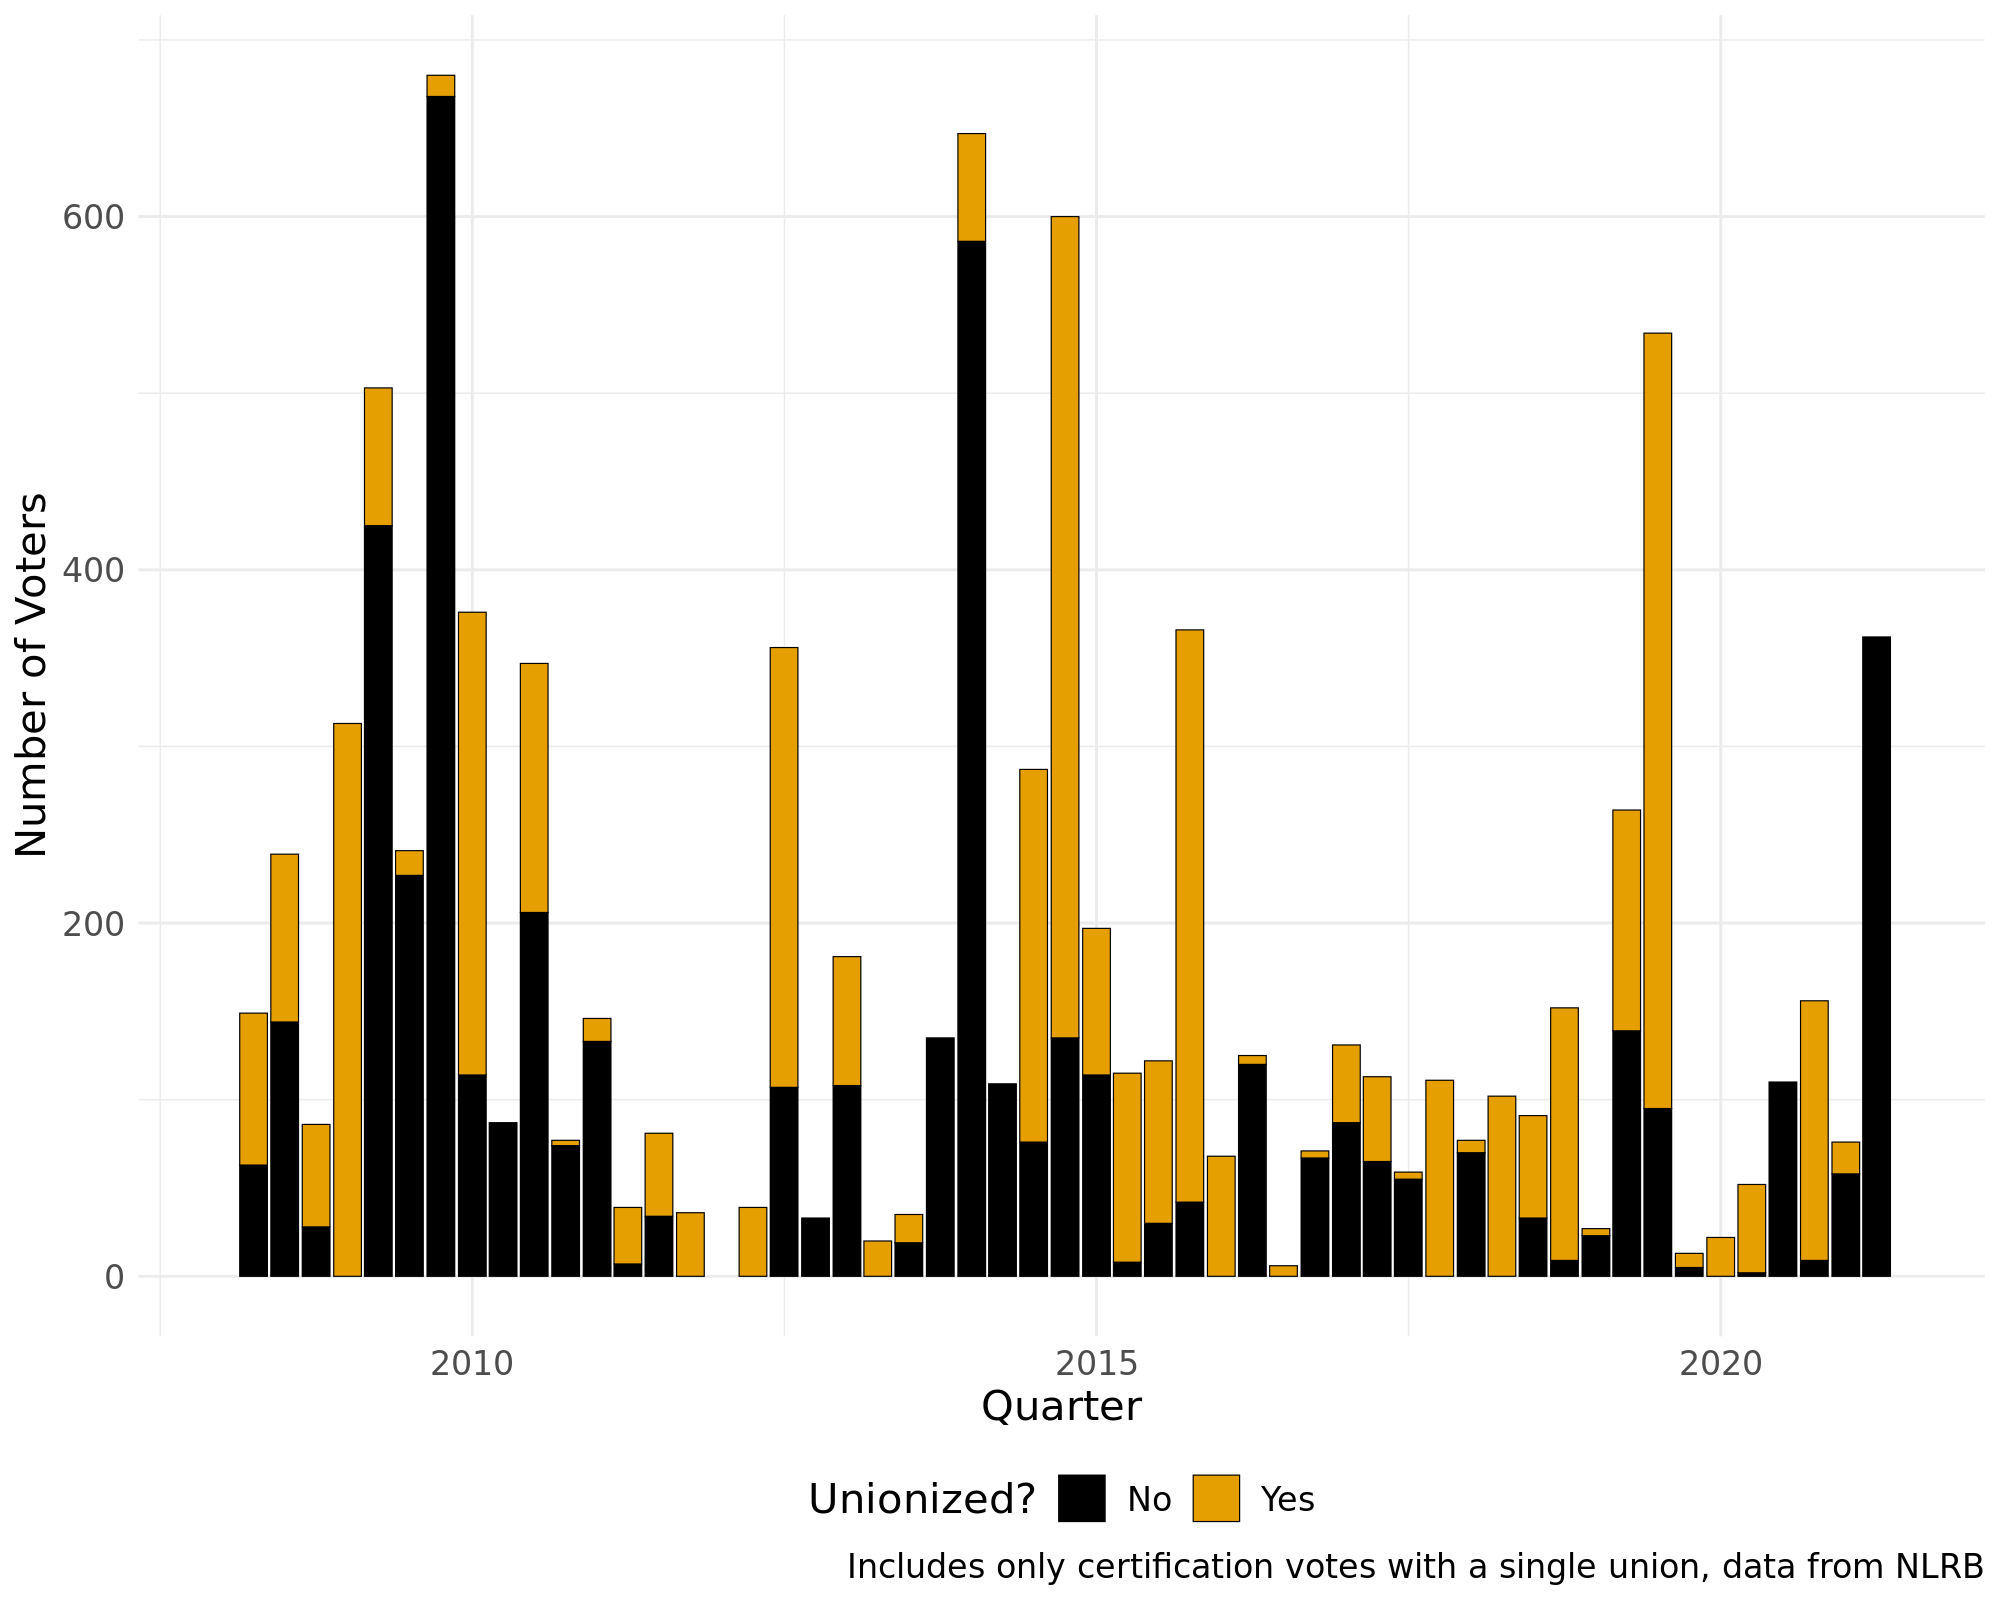 Number of Voters
600
400
200
0
2010 2015 2020
Quarter
Unionized? No Yes
Includes only certification votes with a single union, data from NLRB